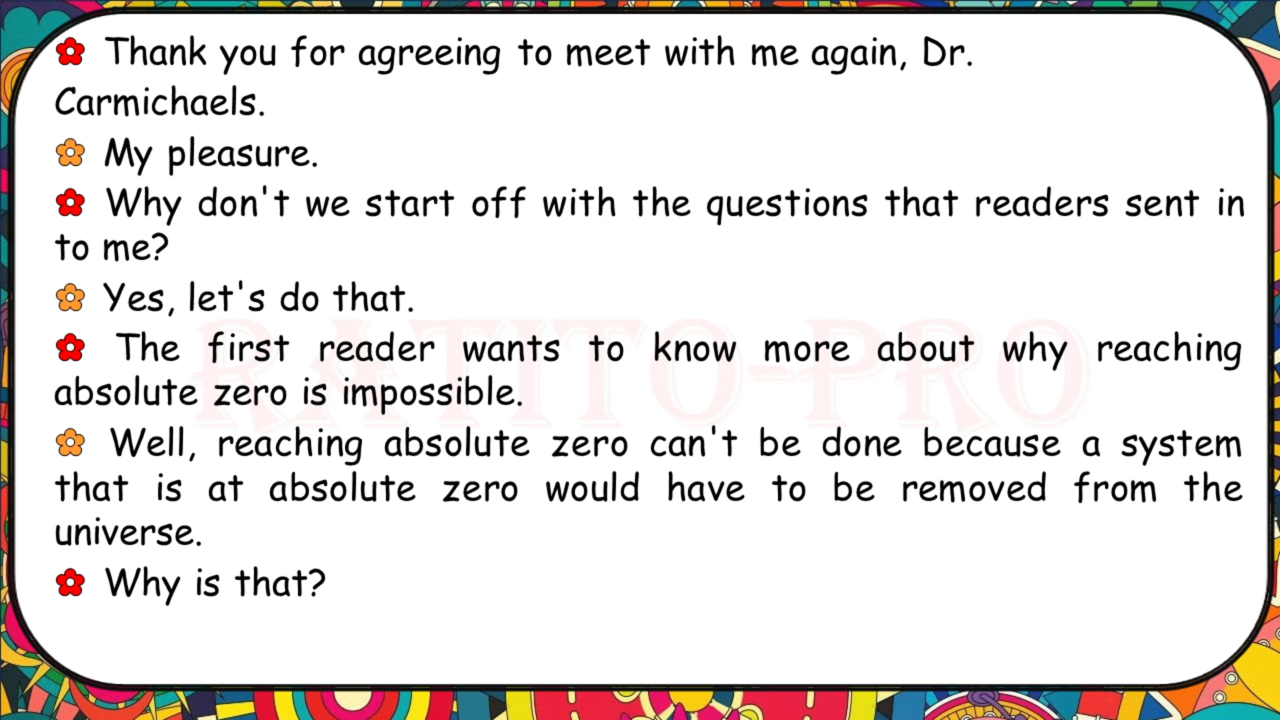 Thank you for agreeing to meet with me again, Dr.
Carmichaels.
My pleasure.
Why don't we start off with the questions that readers sent in
to me?
Yes, let's do that.
The first reader wants to know more about why reaching
absolute zero is impossible.
Well, reaching absolute zero can't be done because a system
that is at absolute zero would have to be removed from the
universe.
Why is that?
RATITO-PRO